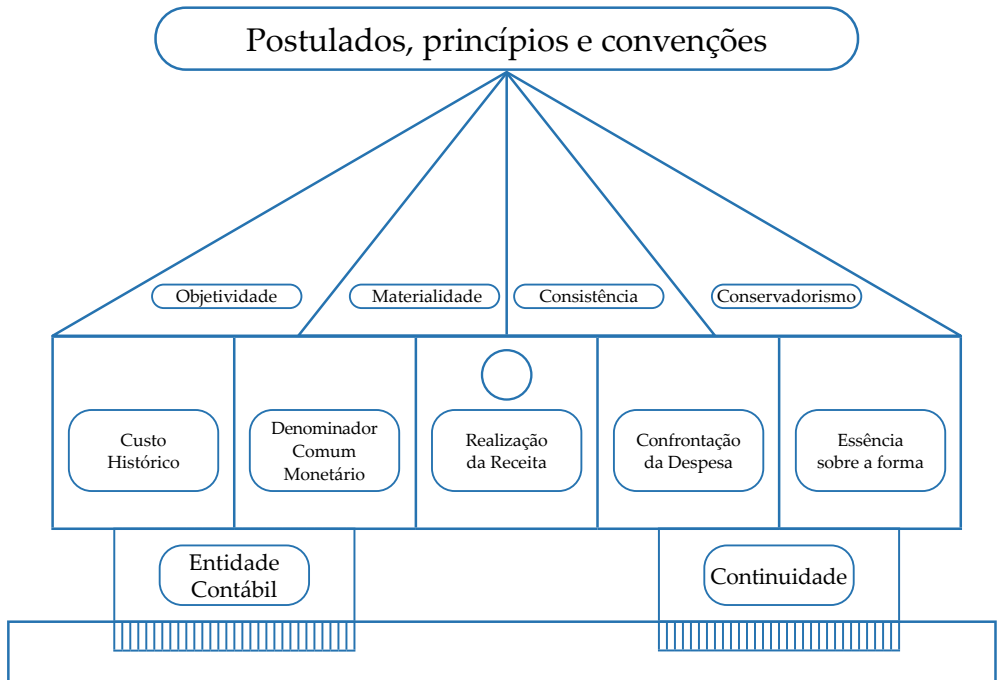 Postulados, princípios e convenções
Objetividade
Materialidade
Consistência
Conservadorismo
Custo
Histórico
Denominador
Comum
Monetário
Realização
da Receita
Confrontação
da Despesa
Essência
sobre a forma
Entidade
Contábil
Continuidade